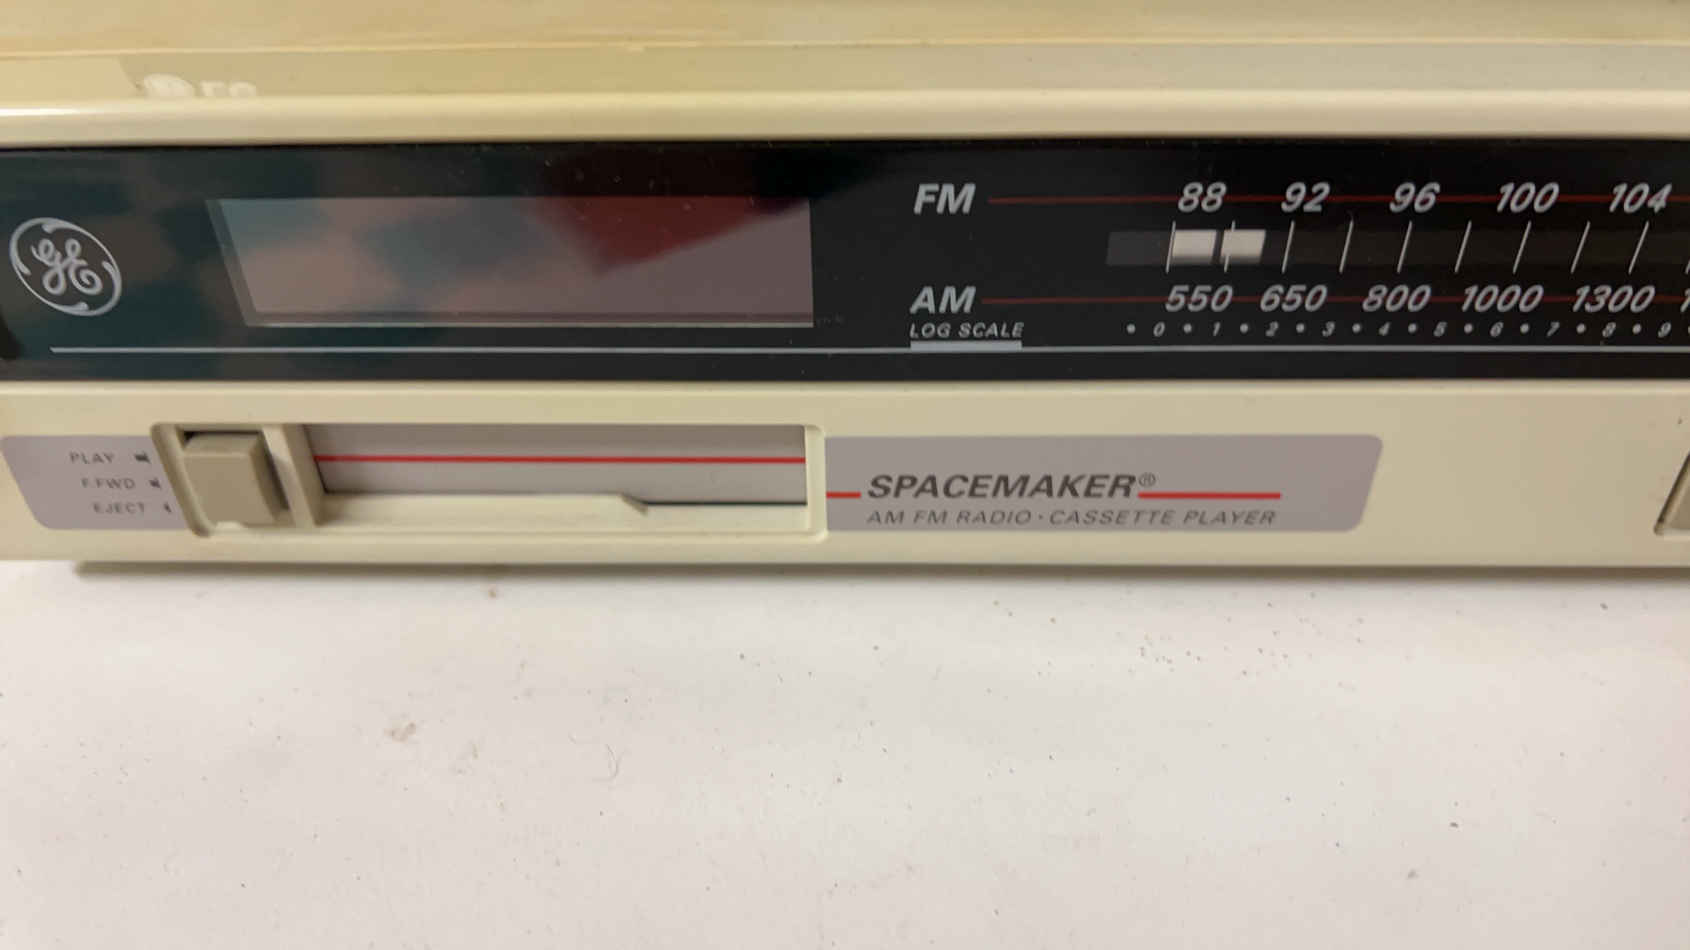 GE
FM 88 92 96 100 104
AM 550 650 800 1000 1300
LOG SCALE • 0 • 1 • 2 • 3 • 4 • 5 • 6 • 7 • 8 • 9
PLAY
F.FWD
EJECT
SPACEMAKER®
AM FM RADIO · CASSETTE PLAYER